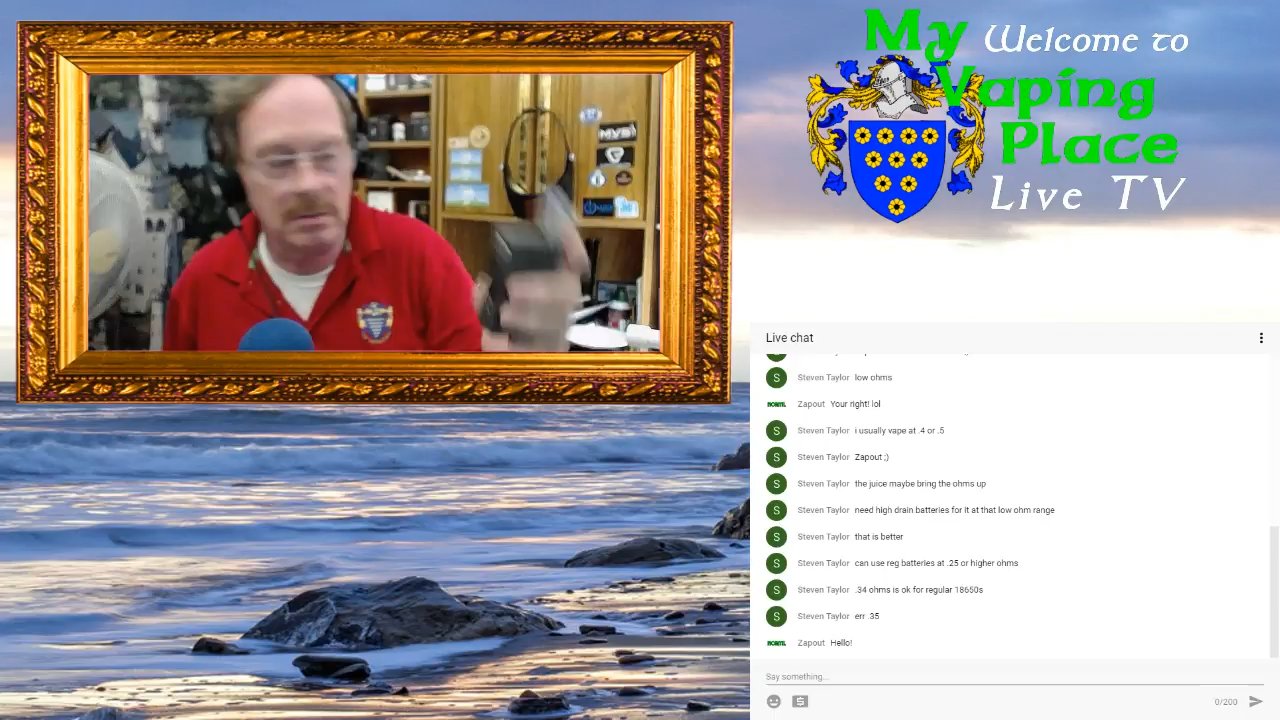 My Welcome to
Vaping
Place
Live TV
MVS
Live chat
S Steven Taylor low ohms
Zapout Your right! lol
S Steven Taylor i usually vape at .4 or .5
S Steven Taylor Zapout ;)
S Steven Taylor the juice maybe bring the ohms up
S Steven Taylor need high drain batteries for it at that low ohm range
S Steven Taylor that is better
S Steven Taylor can use reg batteries at .25 or higher ohms
S Steven Taylor .34 ohms is ok for regular 18650s
S Steven Taylor err .35
Zapout Hello!
Say something...
0/200